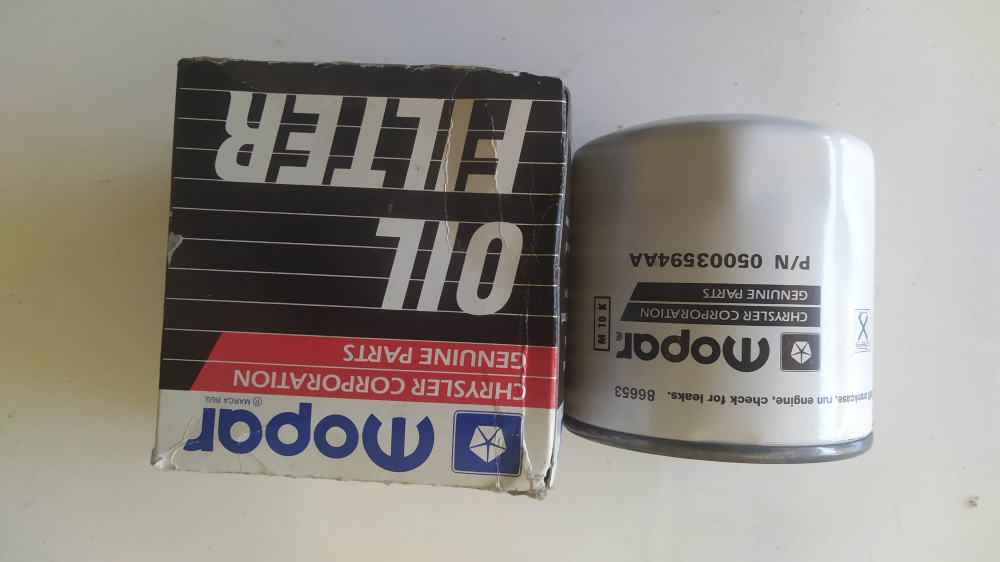 mopar
® MARCA REG.
CHRYSLER CORPORATION
GENUINE PARTS
OIL
FILTER
crankcase, run engine, check for leaks. 86653
mopar®
CHRYSLER CORPORATION
GENUINE PARTS
M 10 K
P/N 05003594AA